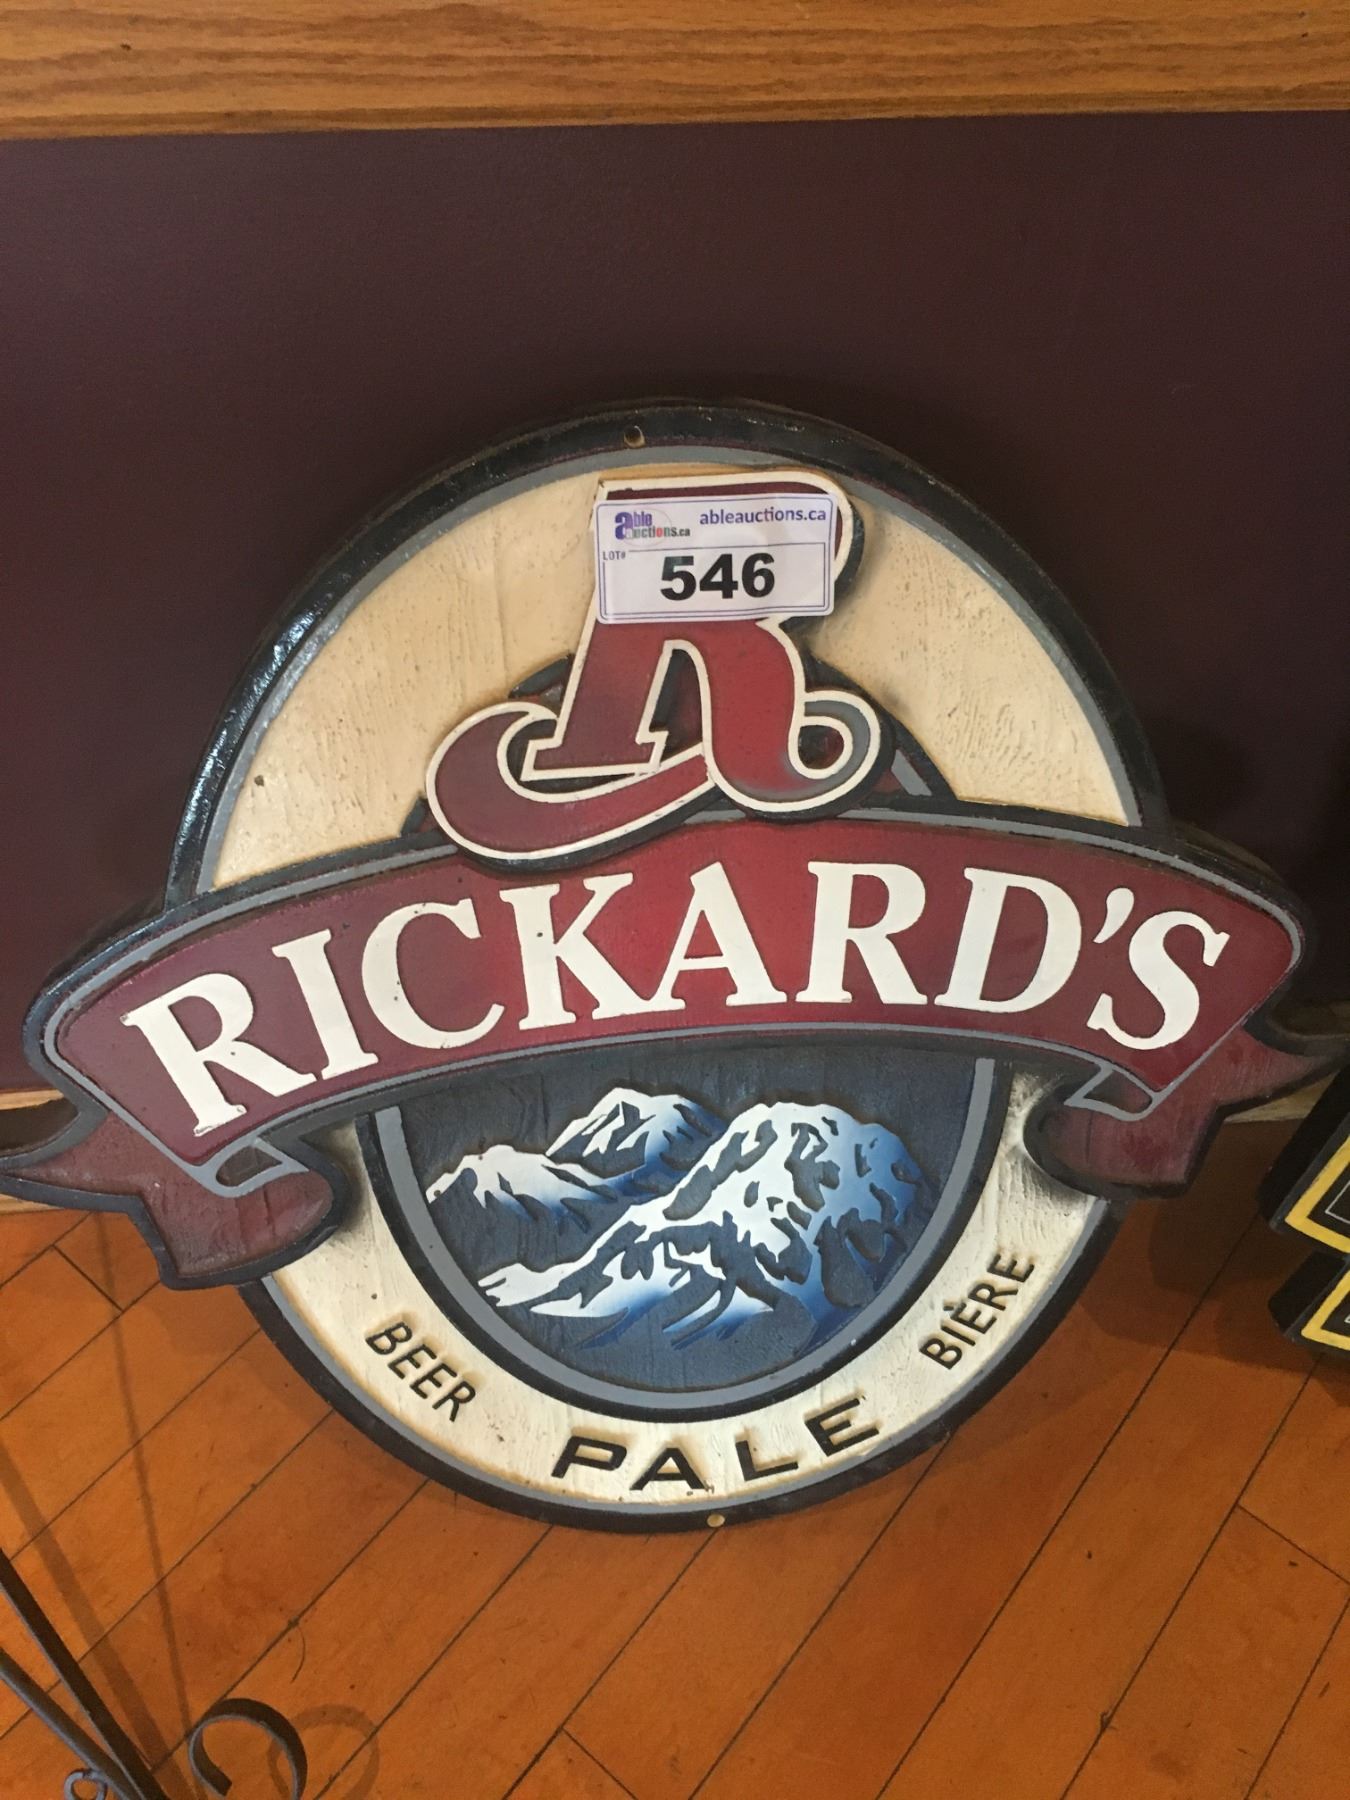 able
auctions.ca
ableauctions.ca
LOT#
546
R
RICKARD'S
BEER
PALE
BIÈRE